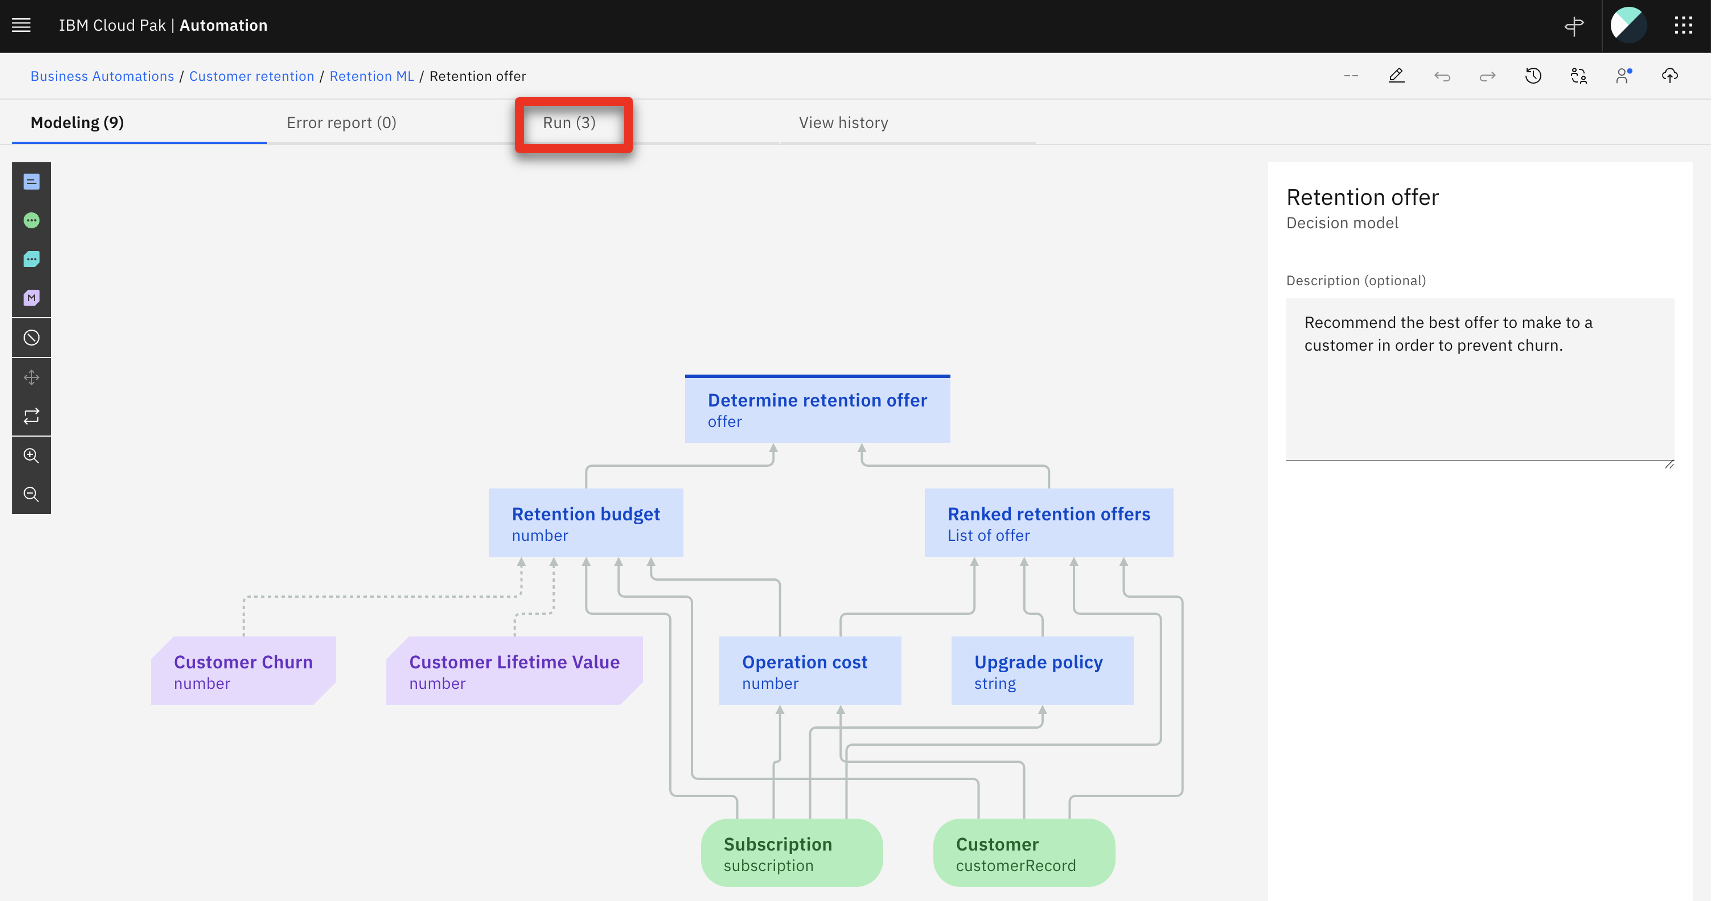 IBM Cloud Pak | Automation
Business Automations / Customer retention / Retention ML / Retention offer
--
Modeling (9)
Error report (0)
Run (3)
View history
M
Retention offer
Decision model
Description (optional)
Recommend the best offer to make to a
customer in order to prevent churn.
Determine retention offer
offer
Retention budget
number
Ranked retention offers
List of offer
Customer Churn
number
Customer Lifetime Value
number
Operation cost
number
Upgrade policy
string
Subscription
subscription
Customer
customerRecord